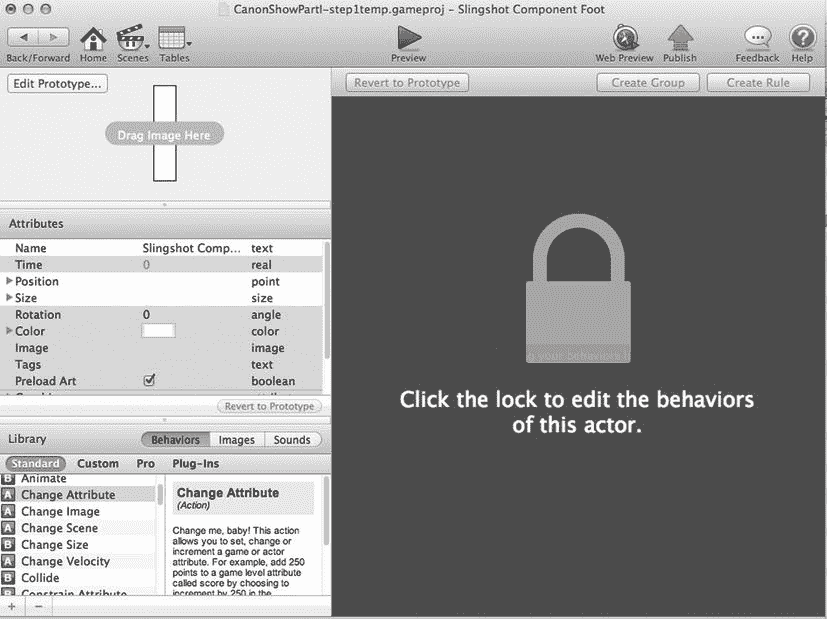 CanonShowPartI-step1temp.gameproj – Slingshot Component Foot
Back/Forward Home Scenes Tables Preview Web Preview Publish Feedback Help
Edit Prototype...
Revert to Prototype Create Group Create Rule
Drag Image Here
Attributes
Name Slingshot Comp... text
Time 0 real
Position point
Size size
Rotation 0 angle
Color color
Image image
Tags text
Preload Art boolean
Revert to Prototype
Library Behaviors Images Sounds
Standard Custom Pro Plug-Ins
B Animate
A Change Attribute
A Change Image
A Change Scene
B Change Size
A Change Velocity
B Collide
Constrain Attribute
Change Attribute
(Action)
Change me, baby! This action
allows you to set, change or
increment a game or actor
attribute. For example, add 250
points to a game level attribute
called score by choosing to
increment by 250 in the
g your behaviors
Click the lock to edit the behaviors
of this actor.
+ −